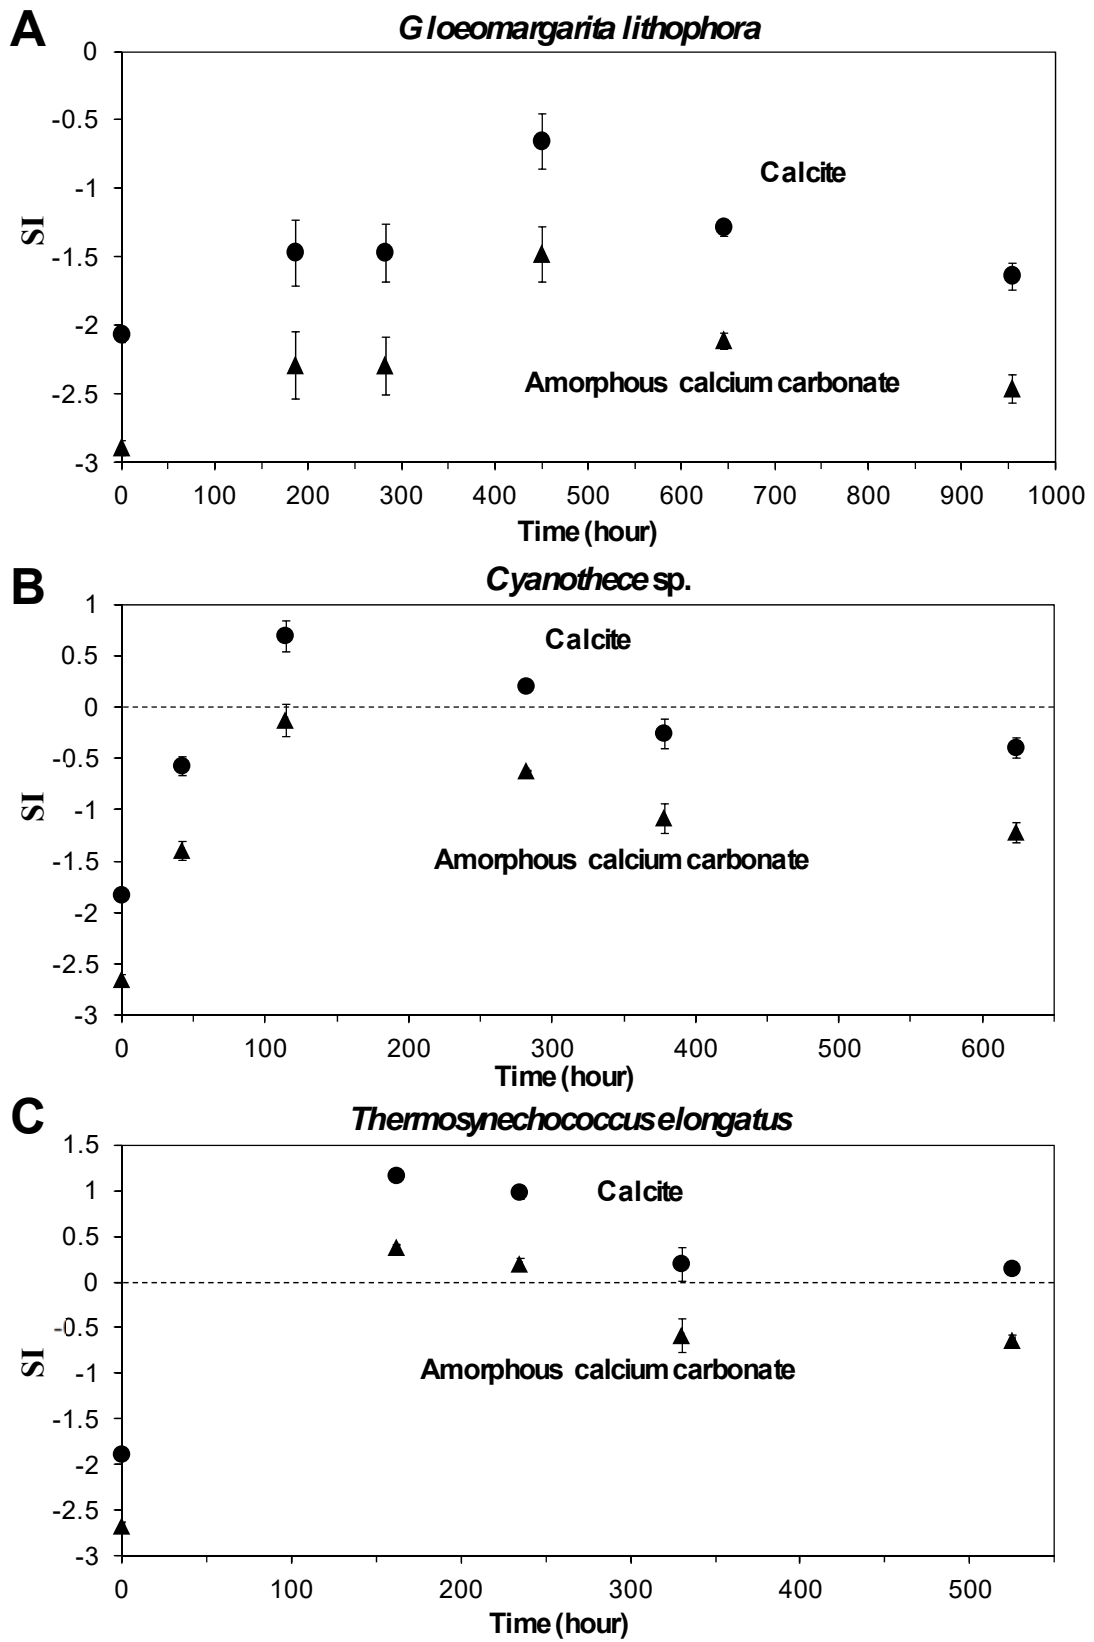 A
Gloeomargarita lithophora
0
-0.5
-1
-1.5
-2
-2.5
-3
SI
Calcite
Amorphous calcium carbonate
0 100 200 300 400 500 600 700 800 900 1000
Time (hour)
B
Cyanothece sp.
1
0.5
0
-0.5
-1
-1.5
-2
-2.5
-3
SI
Calcite
Amorphous calcium carbonate
0 100 200 300 400 500 600
Time (hour)
C
Thermosynechococcus elongatus
1.5
1
0.5
0
-0.5
-1
-1.5
-2
-2.5
-3
SI
Calcite
Amorphous calcium carbonate
0 100 200 300 400 500
Time (hour)